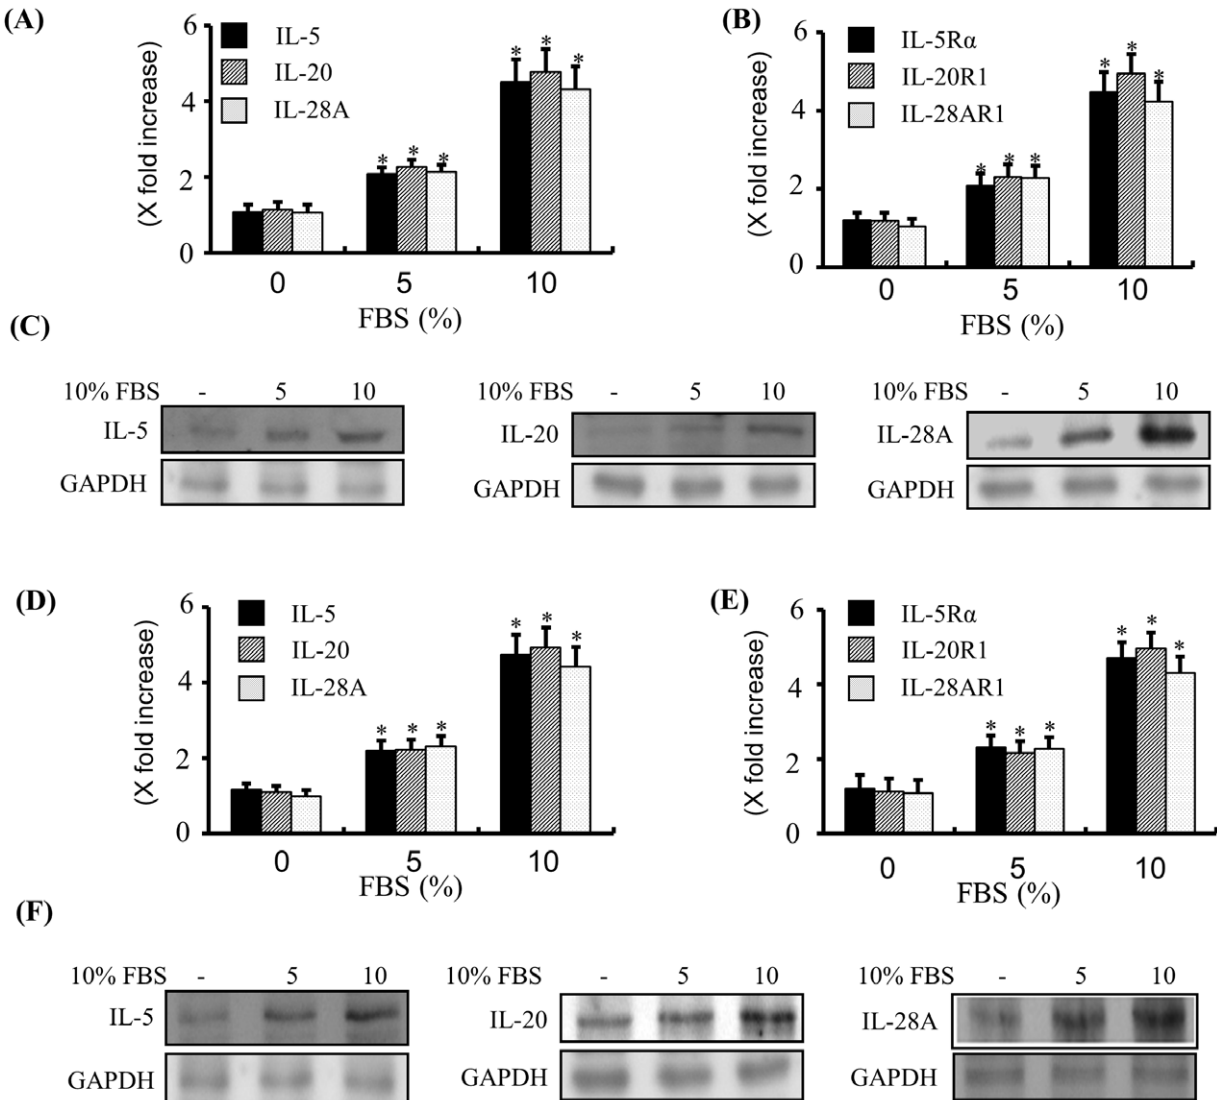 (A)
6
4
2
0
(X fold increase)
IL-5
IL-20
IL-28A
* * *
* * *
0 5 10
FBS (%)
(B)
6
4
2
0
(X fold increase)
IL-5Rα
IL-20R1
IL-28AR1
* * *
* * *
0 5 10
FBS (%)
(C)
10% FBS - 5 10
IL-5
GAPDH
10% FBS - 5 10
IL-20
GAPDH
10% FBS - 5 10
IL-28A
GAPDH
(D)
6
4
2
0
(X fold increase)
IL-5
IL-20
IL-28A
* * *
* * *
0 5 10
FBS (%)
(E)
6
4
2
0
(X fold increase)
IL-5Rα
IL-20R1
IL-28AR1
* * *
* * *
0 5 10
FBS (%)
(F)
10% FBS - 5 10
IL-5
GAPDH
10% FBS - 5 10
IL-20
GAPDH
10% FBS - 5 10
IL-28A
GAPDH